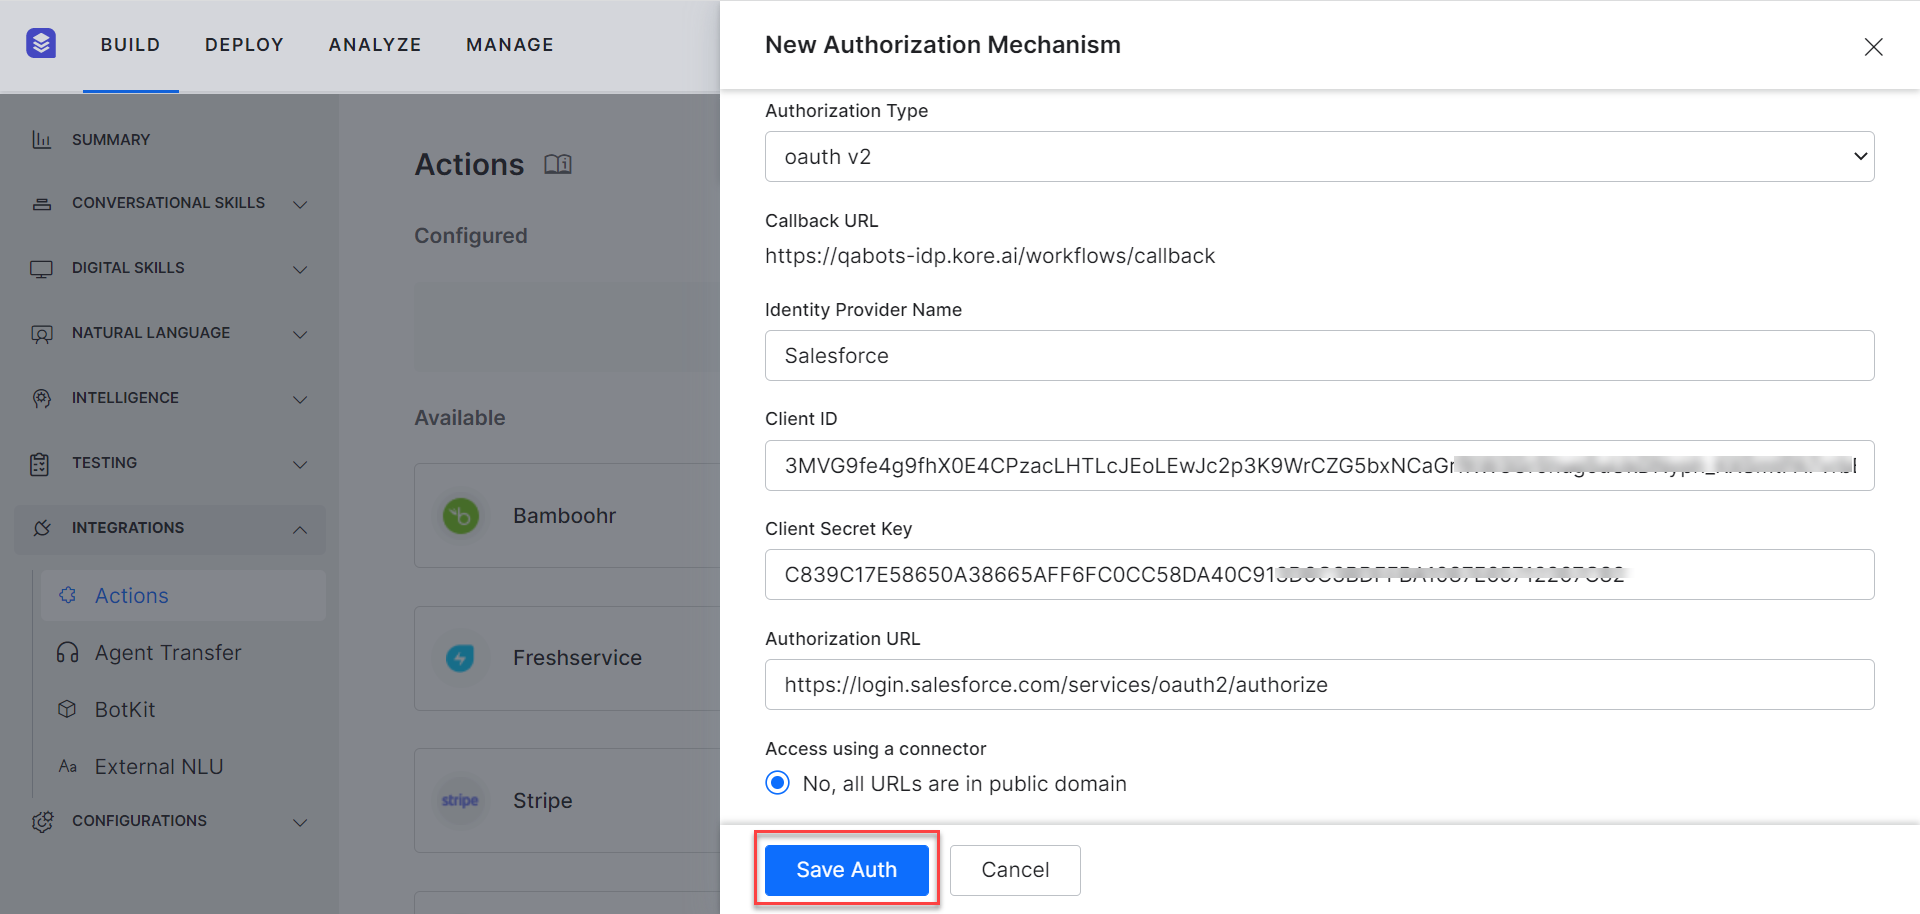 BUILD
DEPLOY
ANALYZE
MANAGE
SUMMARY
CONVERSATIONAL SKILLS
DIGITAL SKILLS
NATURAL LANGUAGE
INTELLIGENCE
TESTING
INTEGRATIONS
Actions
Agent Transfer
BotKit
Aa External NLU
CONFIGURATIONS
Actions
Configured
Available
Bamboohr
Freshservice
stripe Stripe
New Authorization Mechanism
Authorization Type
oauth v2
Callback URL
https://qabots-idp.kore.ai/workflows/callback
Identity Provider Name
Salesforce
Client ID
3MVG9fe4g9fhX0E4CPzacLHTLcJEoLEwJc2p3K9WrCZG5bxNCaGr
Client Secret Key
C839C17E58650A38665AFF6FC0CC58DA40C91
Authorization URL
https://login.salesforce.com/services/oauth2/authorize
Access using a connector
No, all URLs are in public domain
Save Auth
Cancel